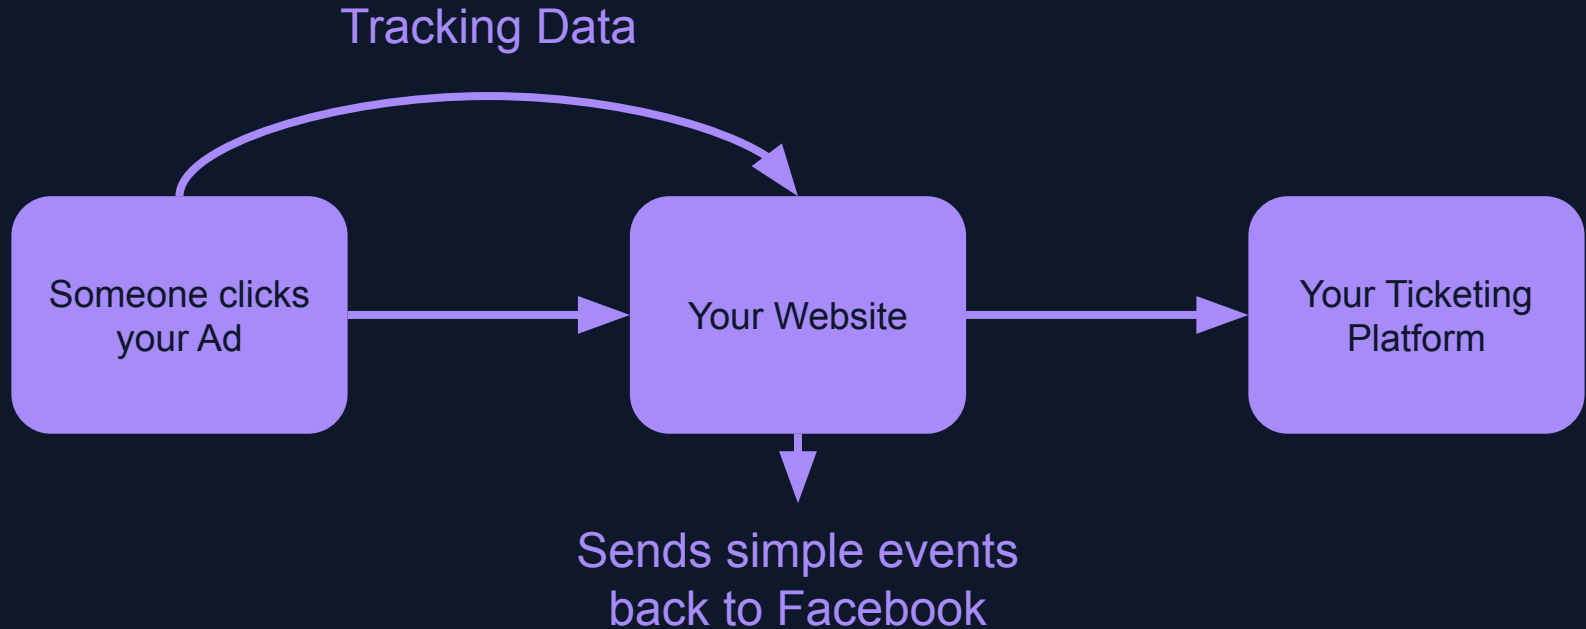 Tracking Data
Someone clicks
your Ad
Your Website
Your Ticketing
Platform
Sends simple events
back to Facebook